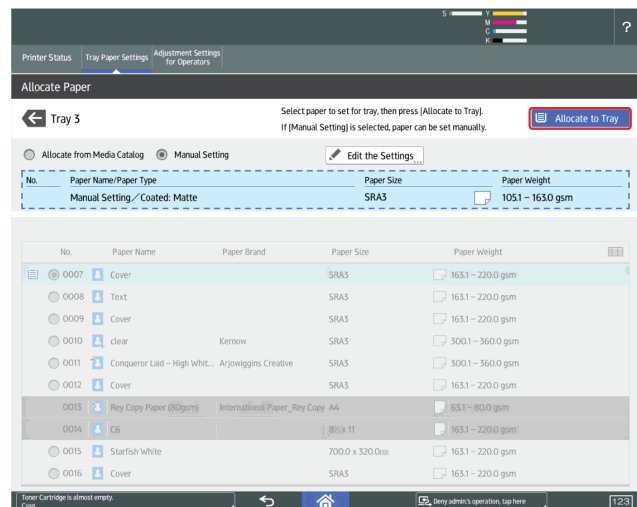 S Y
M
C
K
?
Printer Status Tray Paper Settings Adjustment Settings
for Operators
Allocate Paper
Tray 3
Select paper to set for tray, then press [Allocate to Tray].
If [Manual Setting] is selected, paper can be set manually.
Allocate to Tray
Allocate from Media Catalog Manual Setting Edit the Settings...
No. Paper Name/Paper Type Paper Size Paper Weight
Manual Setting／Coated: Matte SRA3 105.1 – 163.0 gsm
No. Paper Name Paper Brand Paper Size Paper Weight
0007 Cover SRA3 163.1 – 220.0 gsm
0008 Text SRA3 163.1 – 220.0 gsm
0009 Cover SRA3 163.1 – 220.0 gsm
0010 clear Kernow SRA3 300.1 – 360.0 gsm
0011 Conqueror Laid – High Whit... Arjowiggins Creative SRA3 300.1 – 360.0 gsm
0012 Cover SRA3 163.1 – 220.0 gsm
0013 Rey Copy Paper (80gsm) International Paper_Rey Copy A4 63.1 – 80.0 gsm
0014 C6 8½ x 11 163.1 – 220.0 gsm
0015 Starfish White 700.0 x 320.0mm 163.1 – 220.0 gsm
0016 Cover SRA3 163.1 – 220.0 gsm
Toner Cartridge is almost empty.
Cyan
Deny admin.'s operation, tap here
123